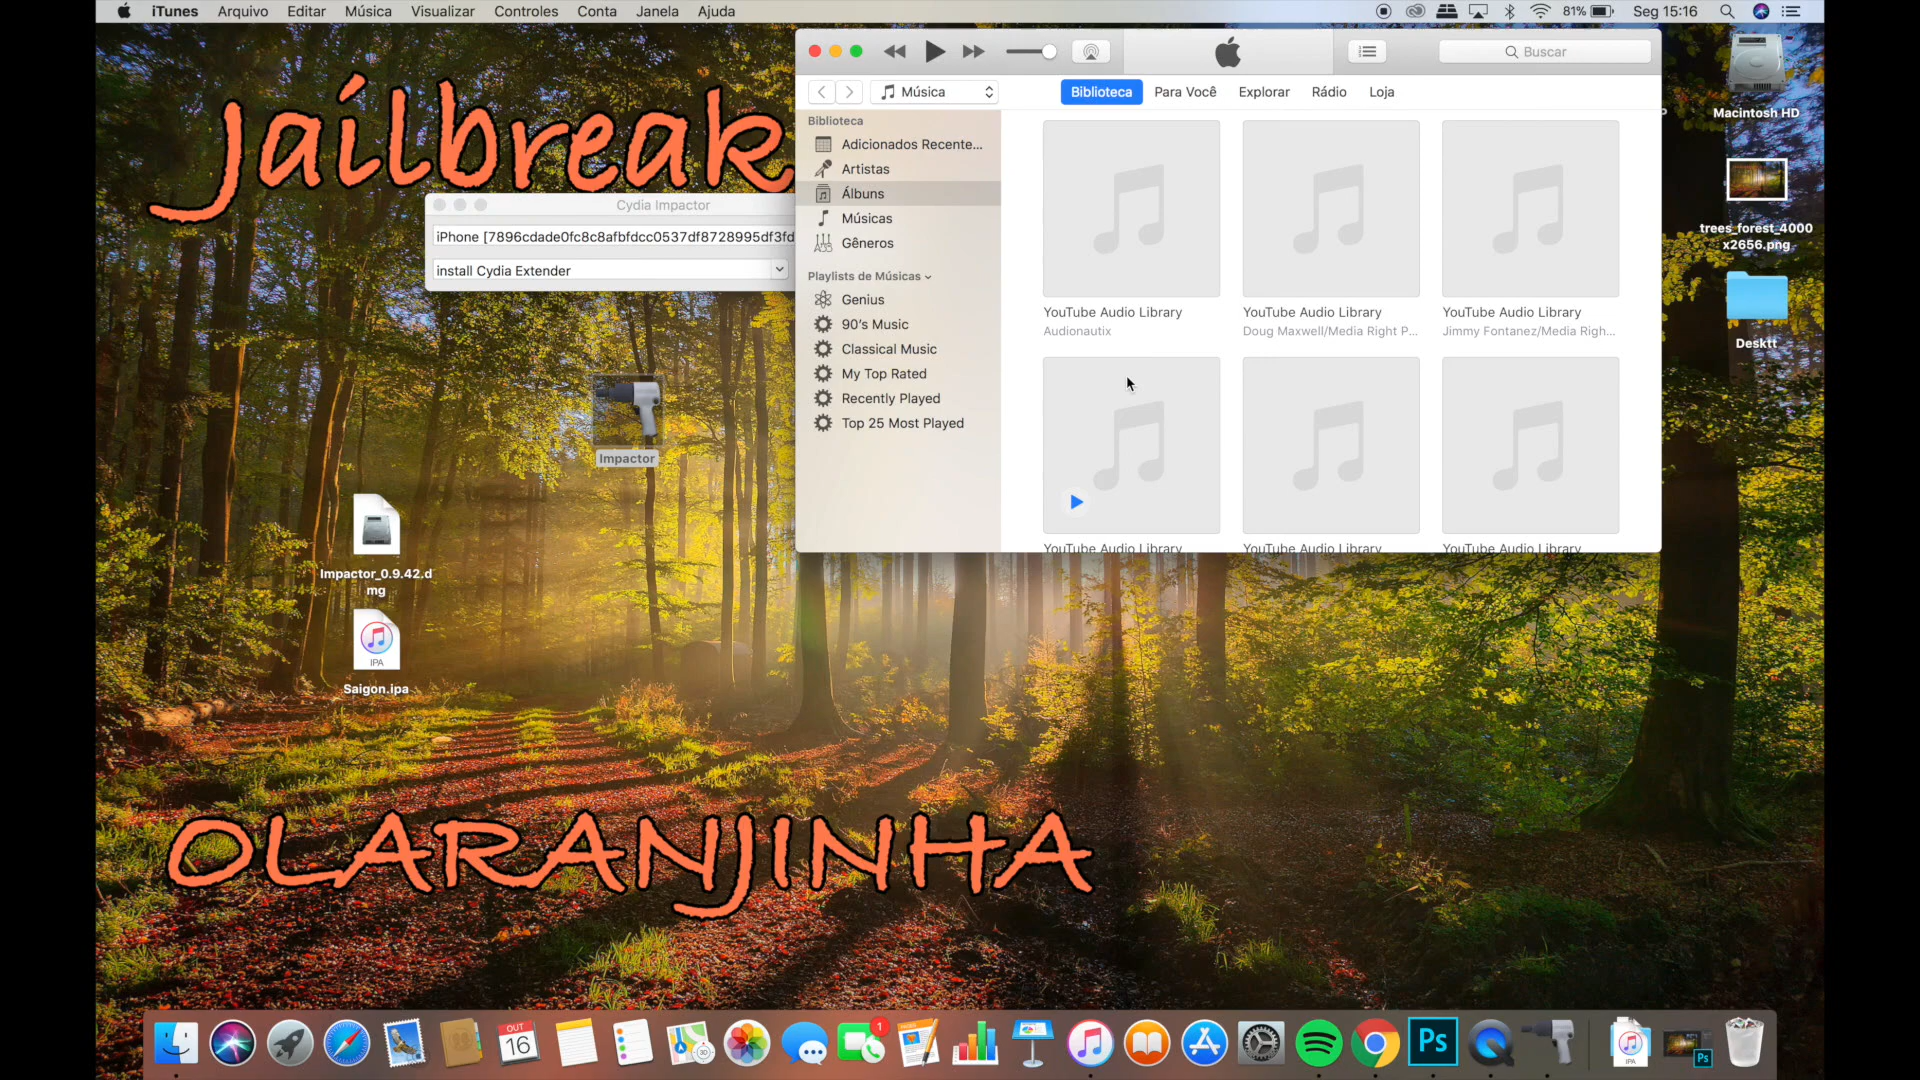 iTunes Arquivo Editar Música Visualizar Controles Conta Janela Ajuda
81% Seg 15:16
jailbreak
Buscar
Música
Biblioteca Para Você Explorar Rádio Loja
Biblioteca
Adicionados Recente...
Artistas
Álbuns
Músicas
Gêneros
Playlists de Músicas
Genius
90's Music
Classical Music
My Top Rated
Recently Played
Top 25 Most Played
YouTube Audio Library
Audionautix
YouTube Audio Library
Doug Maxwell/Media Right P...
YouTube Audio Library
Jimmy Fontanez/Media Righ...
YouTube Audio Library
YouTube Audio Library
YouTube Audio Library
Cydia Impactor
iPhone [7896cdade0fc8c8afbfdcc0537df8728995df3fd
install Cydia Extender
Macintosh HD
trees_forest_4000
x2656.png
Desktt
Impactor
Impactor_0.9.42.d
mg
IPA
Saigon.ipa
OLARANJINHA
OUT
16
1
Ps
IPA
Ps